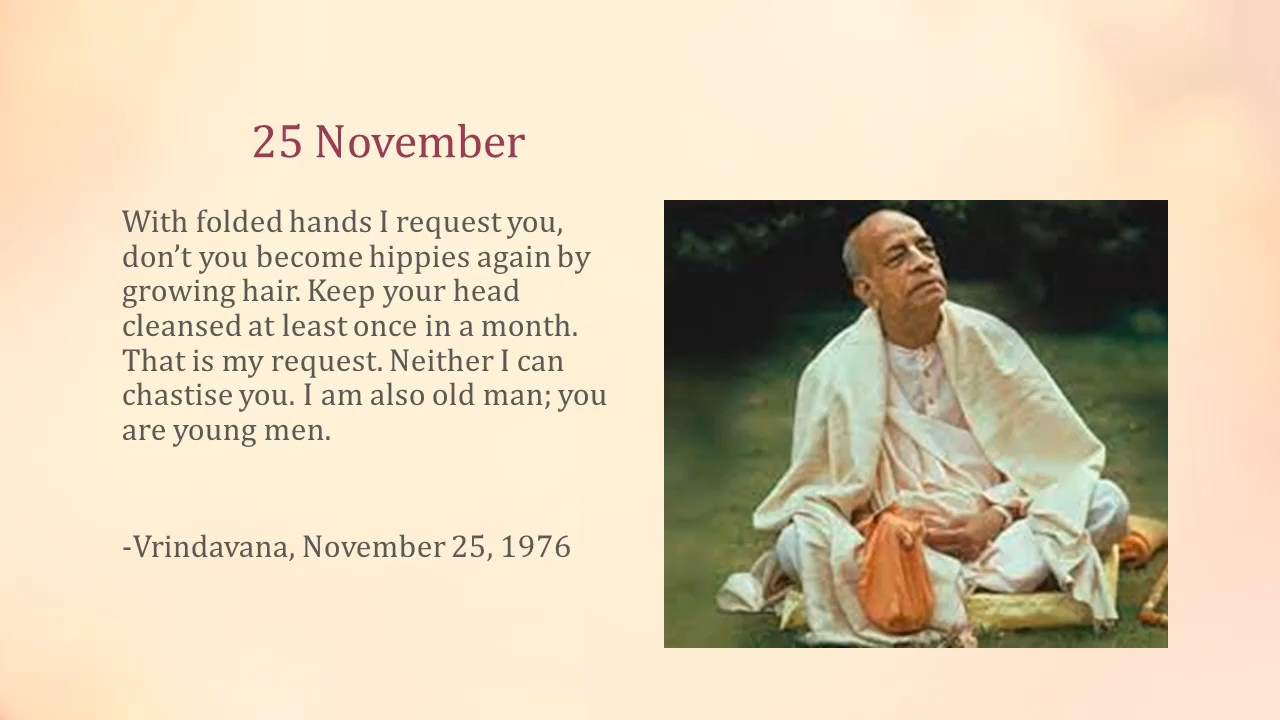 25 November
With folded hands I request you,
don’t you become hippies again by
growing hair. Keep your head
cleansed at least once in a month.
That is my request. Neither I can
chastise you. I am also old man; you
are young men.
-Vrindavana, November 25, 1976